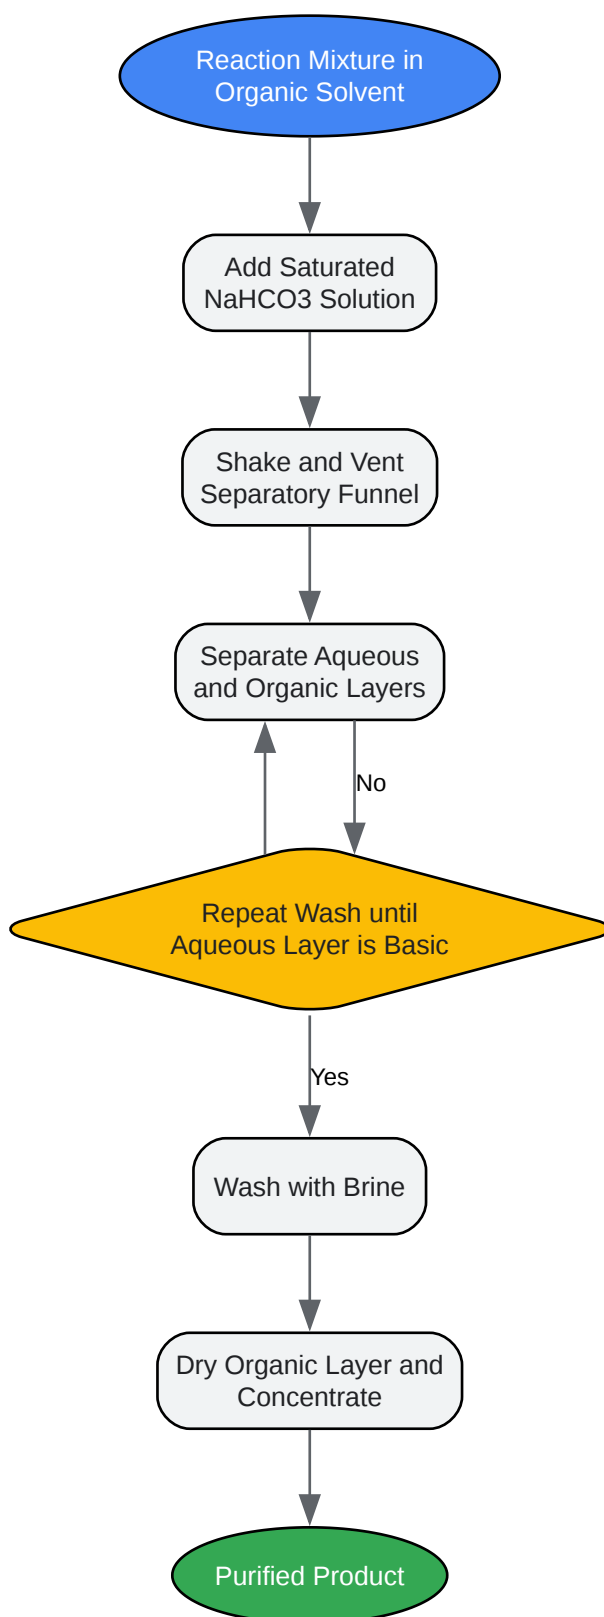 Reaction Mixture in
Organic Solvent
Add Saturated
NaHCO3 Solution
Shake and Vent
Separatory Funnel
Separate Aqueous
and Organic Layers
No
Repeat Wash until
Aqueous Layer is Basic
Yes
Wash with Brine
Dry Organic Layer and
Concentrate
Purified Product